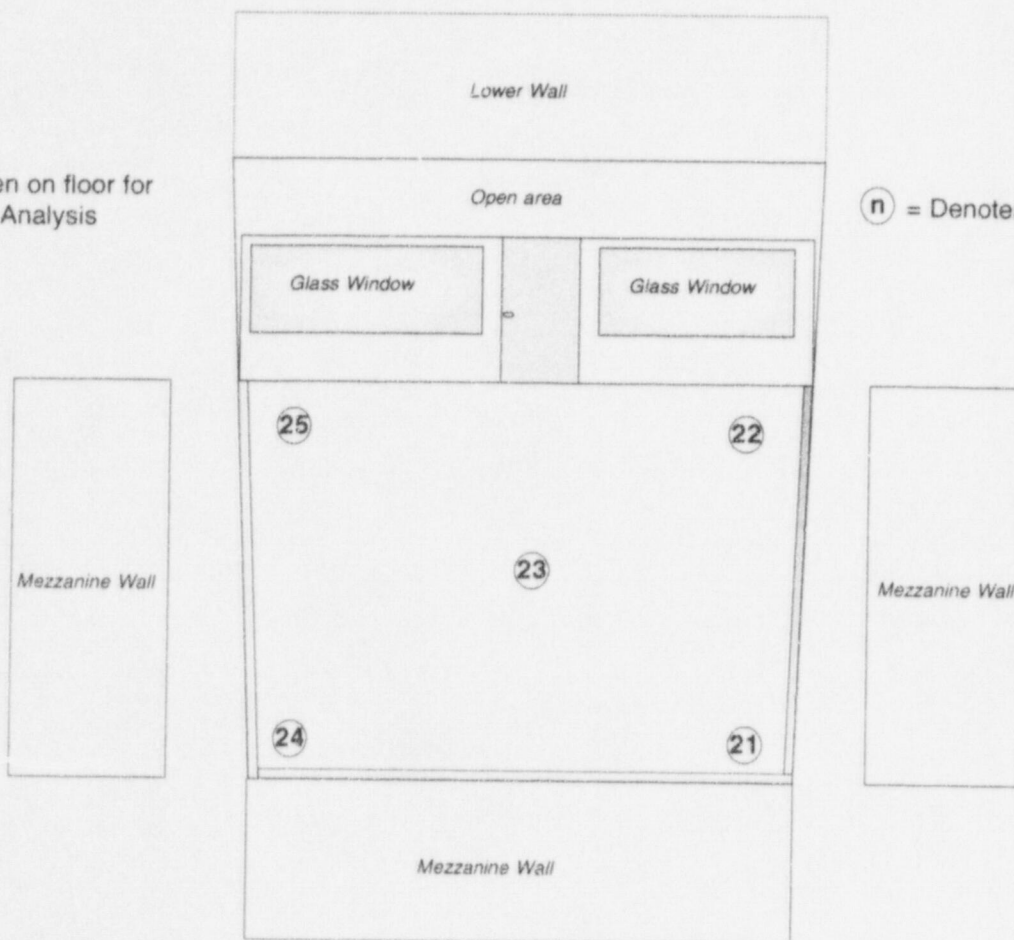 Lower Wall
en on floor for
Analysis
Open area
n = Denote
Glass Window
Glass Window
25
22
Mezzanine Wall
23
Mezzanine Wall
24
21
Mezzanine Wall